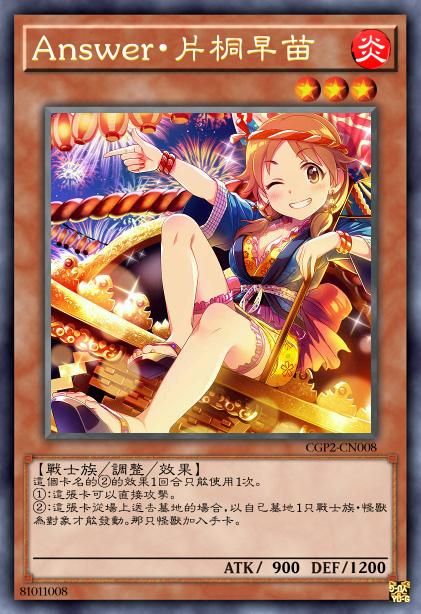 Answer・片桐早苗
炎
CGP2-CN008
【戰士族/調整/效果】
這個卡名的②的效果1回合只能使用1次。
①:這張卡可以直接攻擊。
②:這張卡從場上送去墓地的場合,以自己墓地1只戰士族·怪獸
為對象才能發動。那只怪獸加入手卡。
ATK/ 900 DEF/1200
81011008